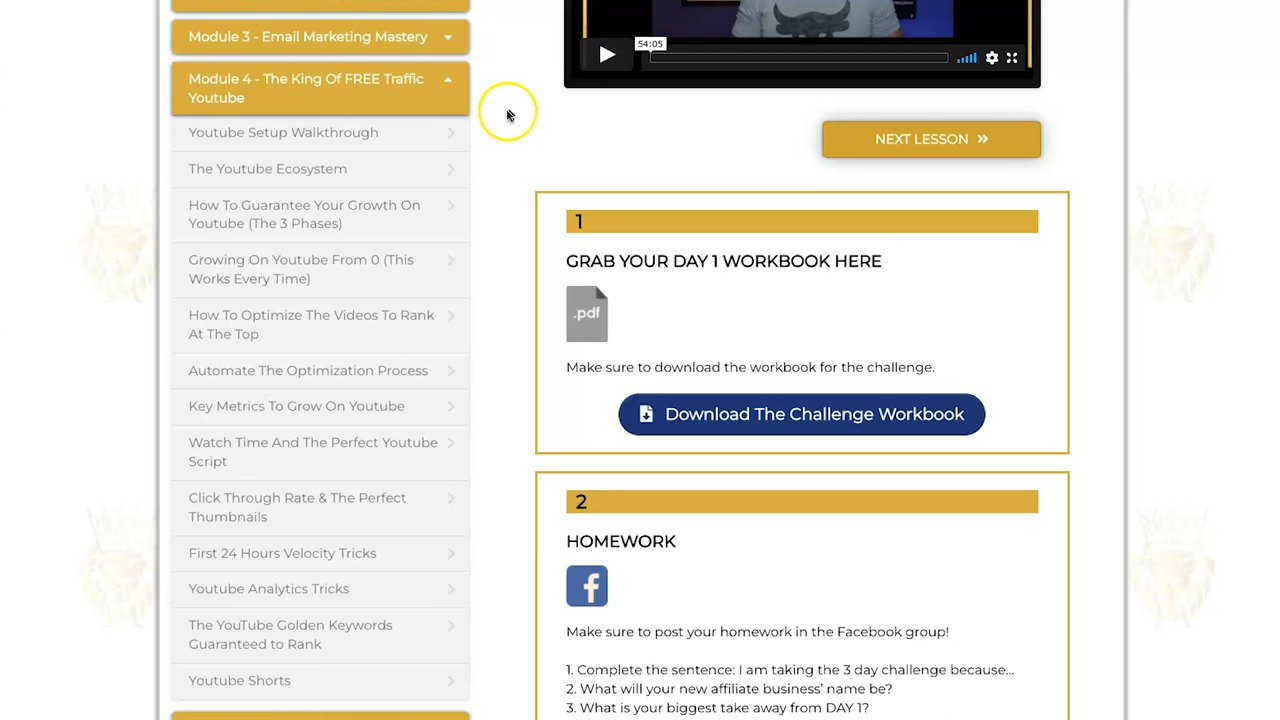 Module 3 - Email Marketing Mastery
Module 4 - The King Of FREE Traffic
Youtube
Youtube Setup Walkthrough
The Youtube Ecosystem
How To Guarantee Your Growth On
Youtube (The 3 Phases)
Growing On Youtube From 0 (This
Works Every Time)
How To Optimize The Videos To Rank
At The Top
Automate The Optimization Process
Key Metrics To Grow On Youtube
Watch Time And The Perfect Youtube
Script
Click Through Rate & The Perfect
Thumbnails
First 24 Hours Velocity Tricks
Youtube Analytics Tricks
The YouTube Golden Keywords
Guaranteed to Rank
Youtube Shorts
54:05
NEXT LESSON »
1
GRAB YOUR DAY 1 WORKBOOK HERE
.pdf
Make sure to download the workbook for the challenge.
Download The Challenge Workbook
2
HOMEWORK
Make sure to post your homework in the Facebook group!
1. Complete the sentence: I am taking the 3 day challenge because...
2. What will your new affiliate business' name be?
3. What is your biggest take away from DAY 1?